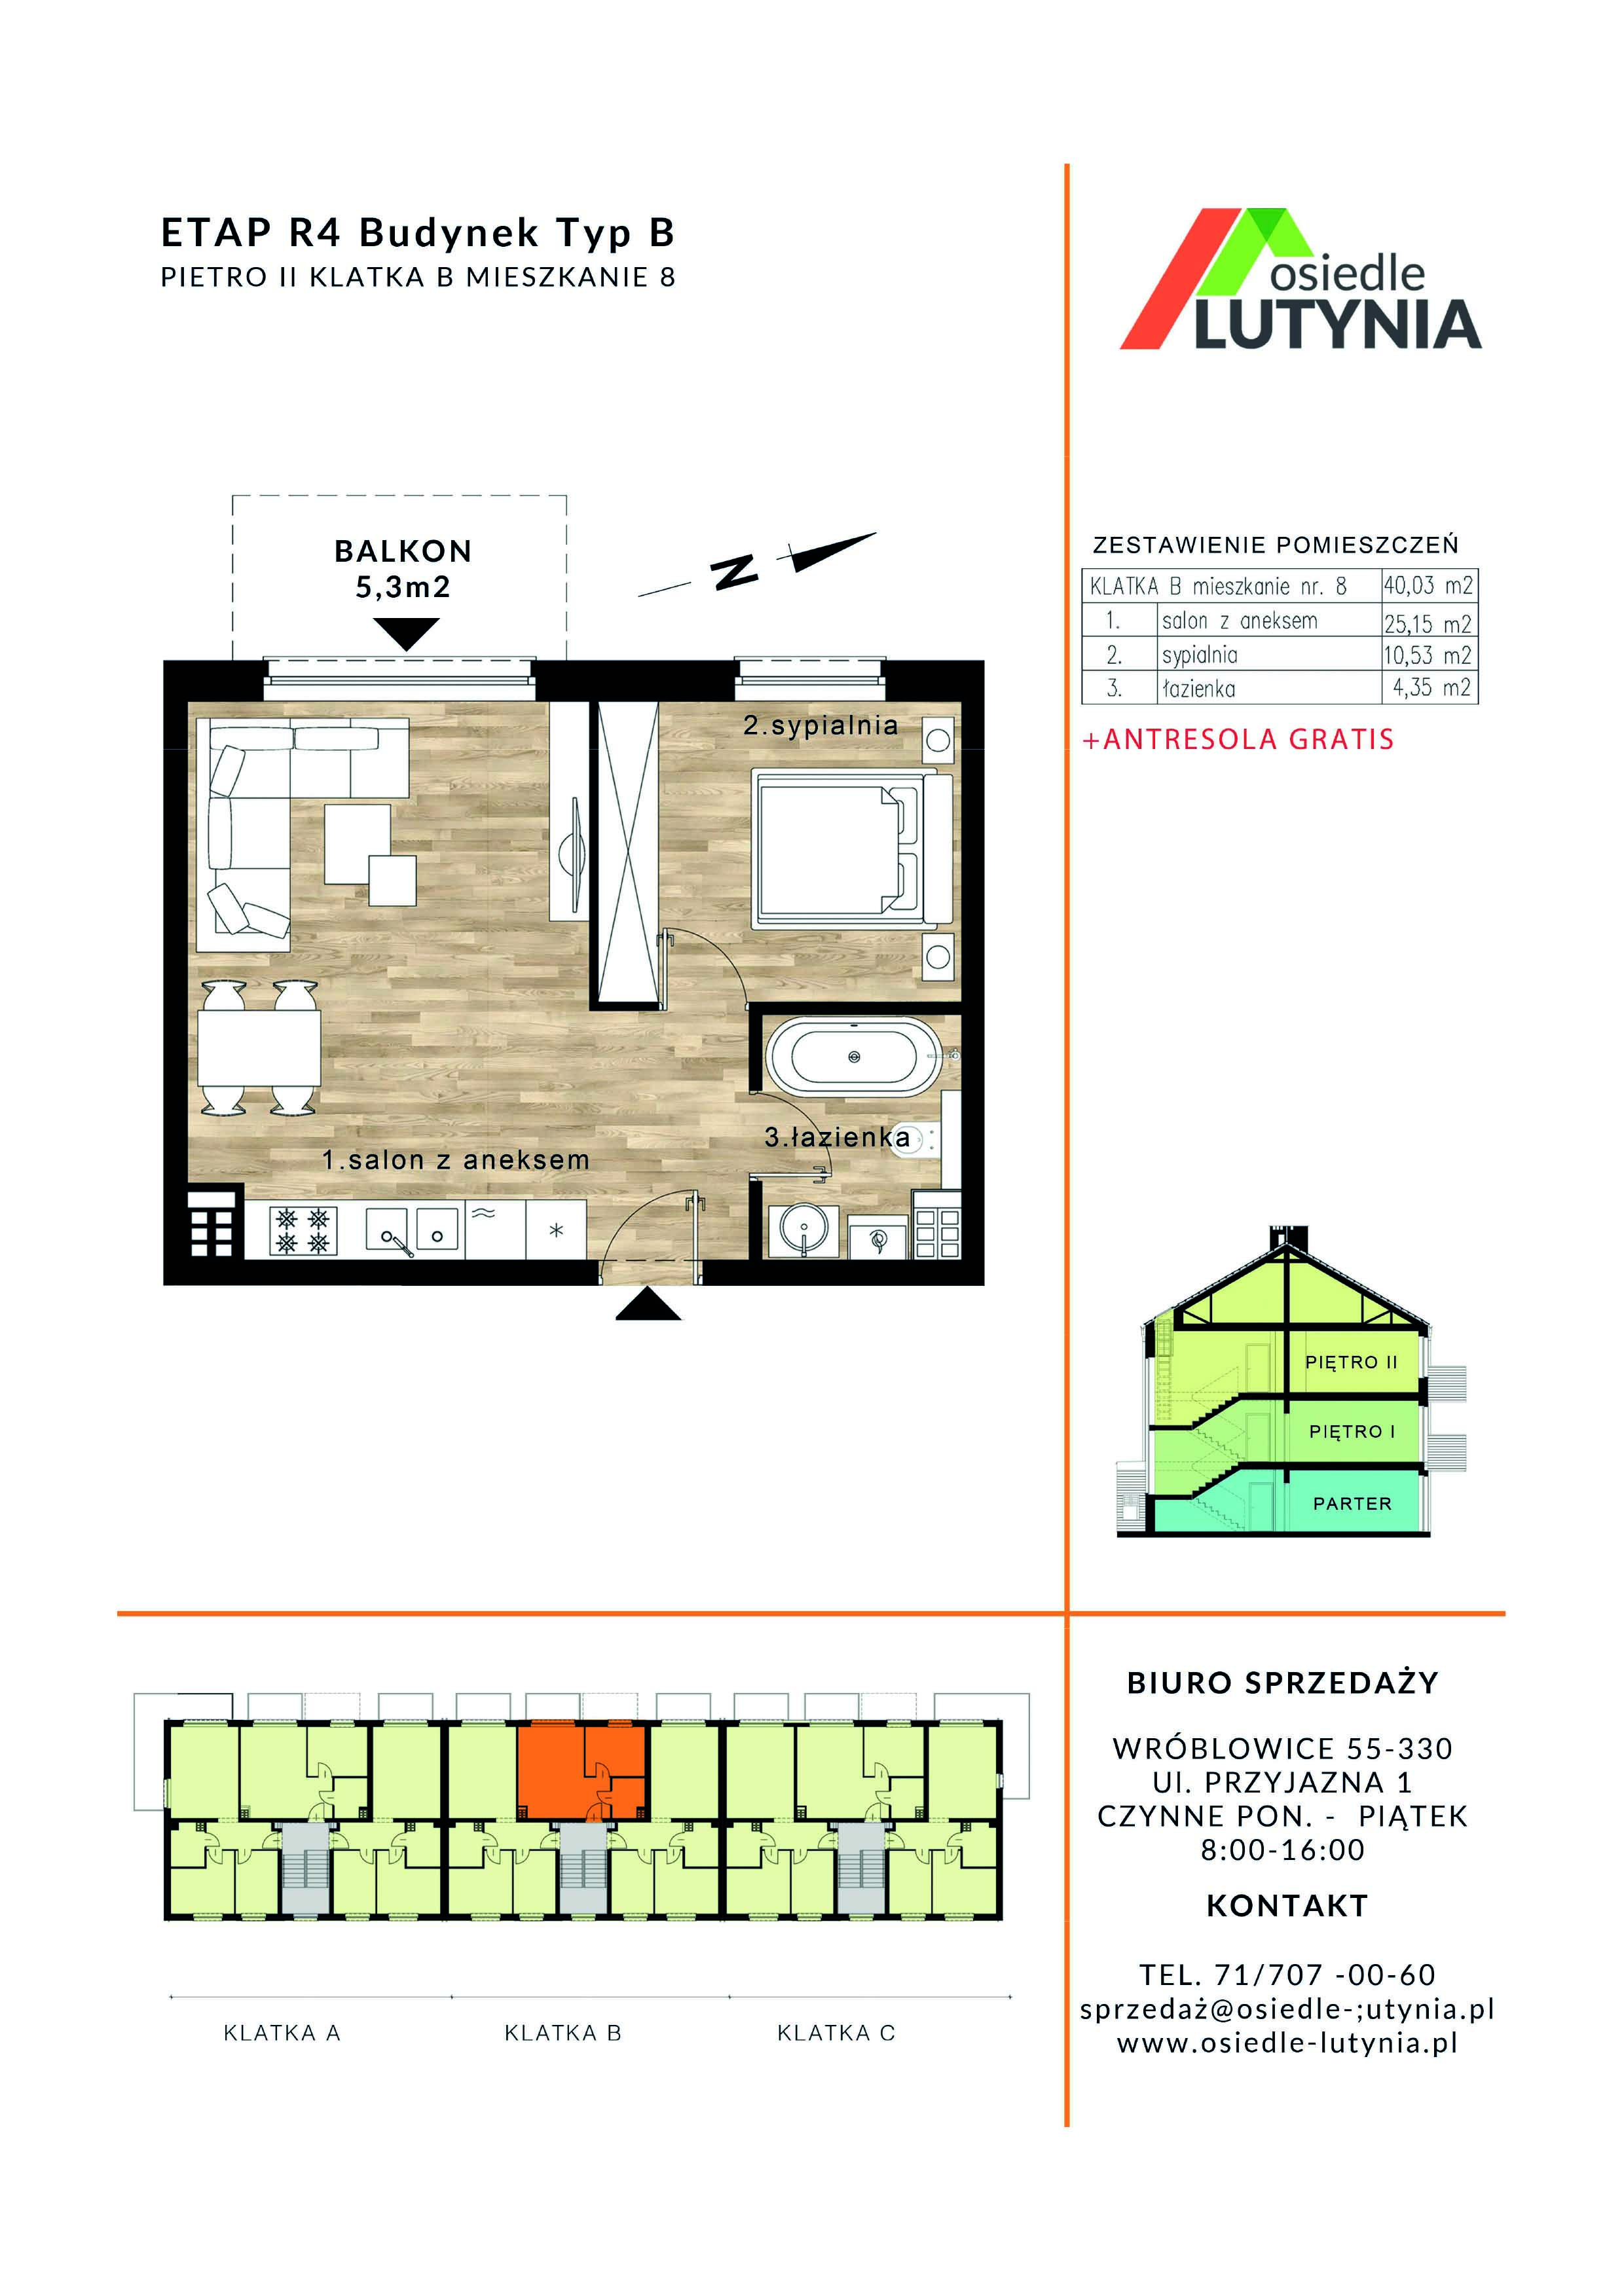 ETAP R4 Budynek Typ B
PIETRO II KLATKA B MIESZKANIE 8
osiedle
LUTYNIA
BALKON
5,3m2
N
ZESTAWIENIE POMIESZCZEŃ
KLATKA B mieszkanie nr. 8 40,03 m2
1. salon z aneksem 25,15 m2
2. sypialnia 10,53 m2
3. łazienka 4,35 m2
+ANTRESOLA GRATIS
2.sypialnia
3.łazienka
1.salon z aneksem
PIĘTRO II
PIĘTRO I
PARTER
KLATKA A
KLATKA B
KLATKA C
BIURO SPRZEDAŻY
WRÓBLOWICE 55-330
Ul. PRZYJAZNA 1
CZYNNE PON. - PIĄTEK
8:00-16:00
KONTAKT
TEL. 71/707 -00-60
sprzedaż@osiedle-;utynia.pl
www.osiedle-lutynia.pl